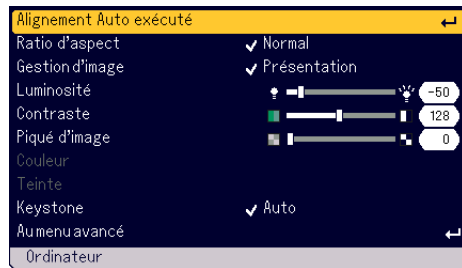 Alignement Auto exécuté
Ratio d'aspect Normal
Gestion d'image Présentation
Luminosité -50
Contraste 128
Piqué d'image 0
Couleur
Teinte
Keystone Auto
Au menu avancé
Ordinateur